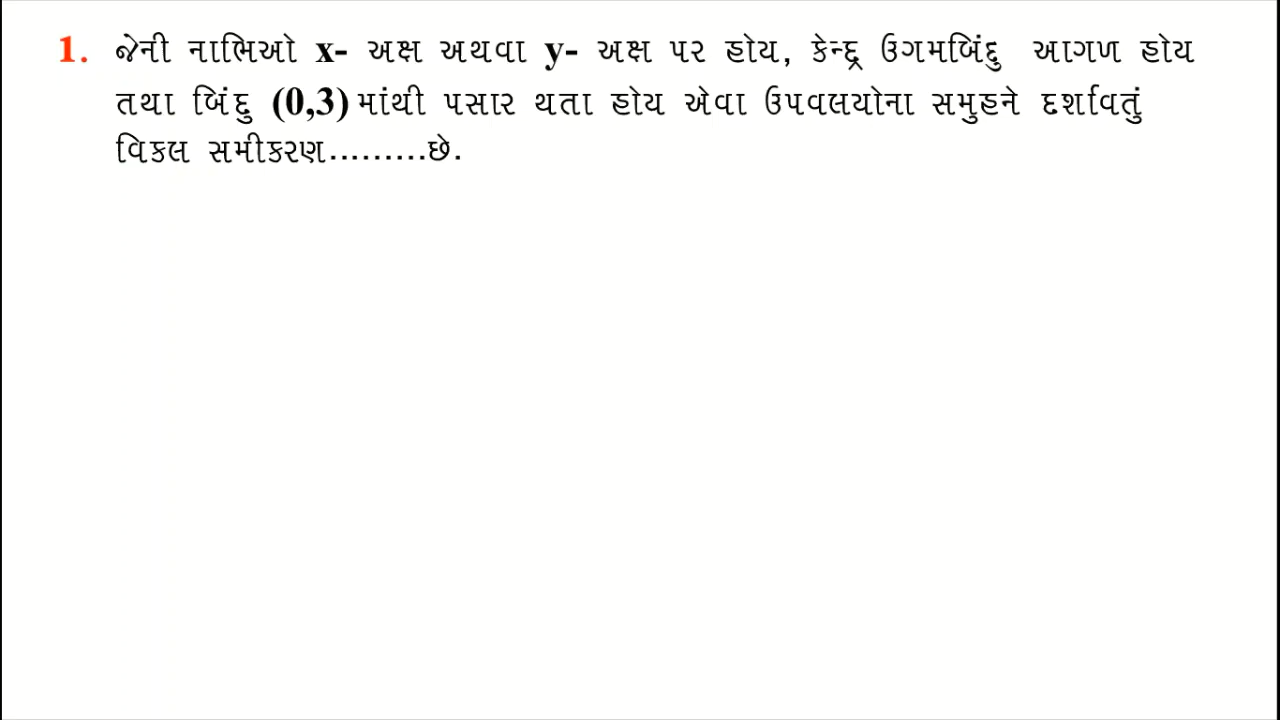 1. જેની નાભિઓ x- અક્ષ અથવા y- અક્ષ પર હોય, કેન્દ્ર ઉગમબિંદુ આગળ હોય
તથા બિંદુ (0,3) માંથી પસાર થતા હોય એવા ઉપવલયોના સમુહને દર્શાવતું
વિકલ સમીકરણ.........છે.